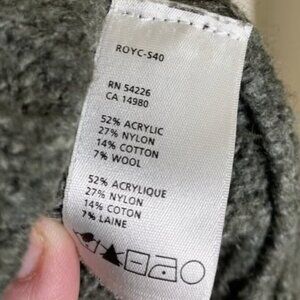 ROYC-S40
RN 54226
CA 14980
52% ACRYLIC
27% NYLON
14% COTTON
7% WOOL
52% ACRYLIQUE
27% NYLON
14% COTON
7% LAINE